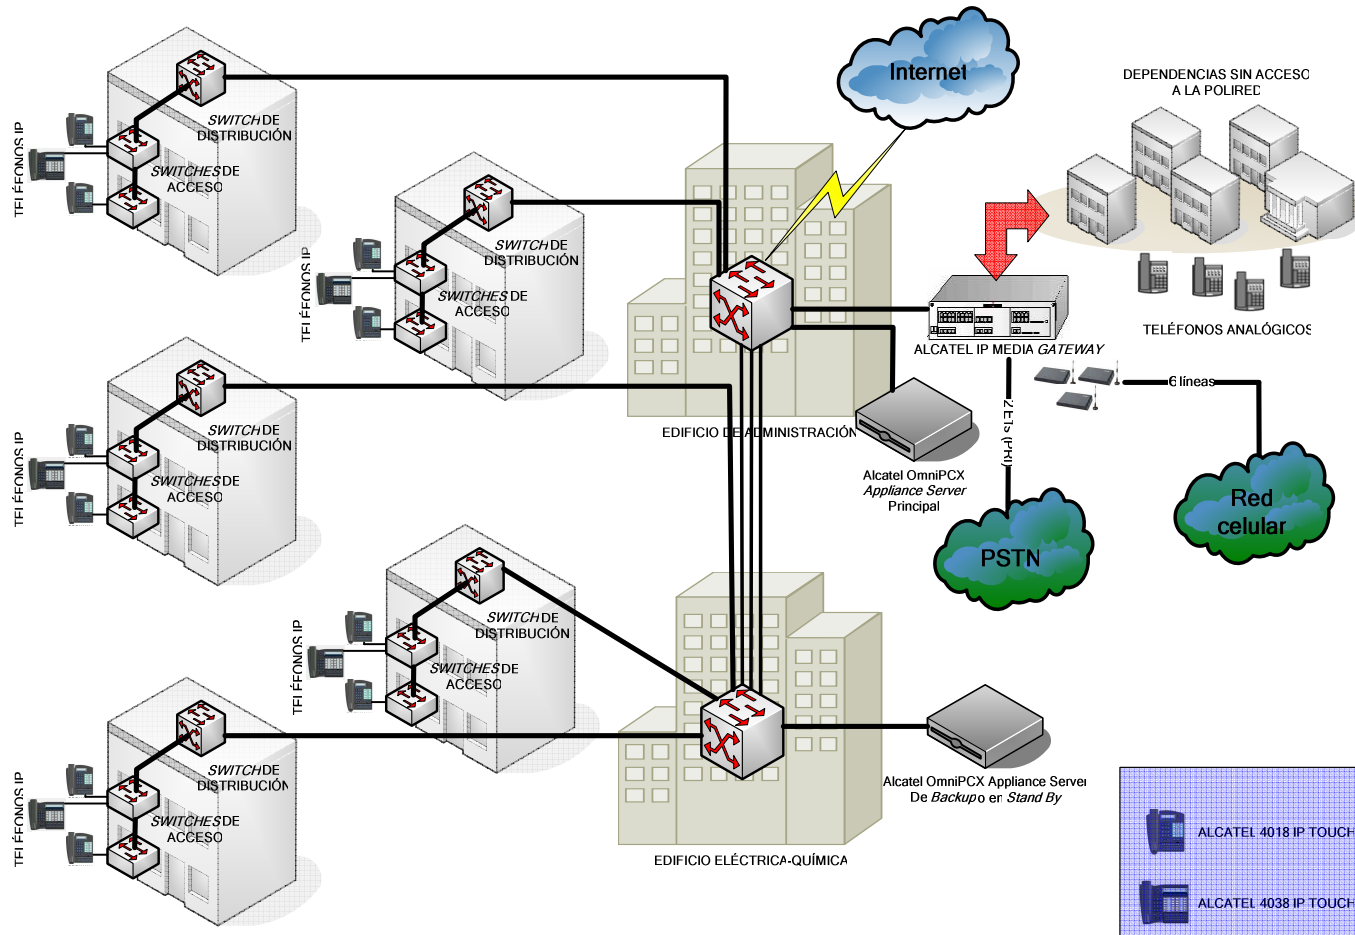 Internet
DEPENDENCIAS SIN ACCESO
A LA POLIRED
TELÉFONOS IP
SWITCH DE
DISTRIBUCIÓN
SWITCHES DE
ACCESO
TELÉFONOS IP
SWITCH DE
DISTRIBUCIÓN
SWITCHES DE
ACCESO
TELÉFONOS ANALÓGICOS
ALCATEL IP MEDIA GATEWAY
6 líneas
2 E1s (PRI)
EDIFICIO DE ADMINISTRACIÓN
Alcatel OmniPCX
Appliance Server
Principal
Red
celular
PSTN
TELÉFONOS IP
SWITCH DE
DISTRIBUCIÓN
SWITCHES DE
ACCESO
TELÉFONOS IP
SWITCH DE
DISTRIBUCIÓN
SWITCHES DE
ACCESO
TELÉFONOS IP
SWITCH DE
DISTRIBUCIÓN
SWITCHES DE
ACCESO
Alcatel OmniPCX Appliance Server
De Backup o en Stand By
EDIFICIO ELÉCTRICA-QUÍMICA
ALCATEL 4018 IP TOUCH
ALCATEL 4038 IP TOUCH